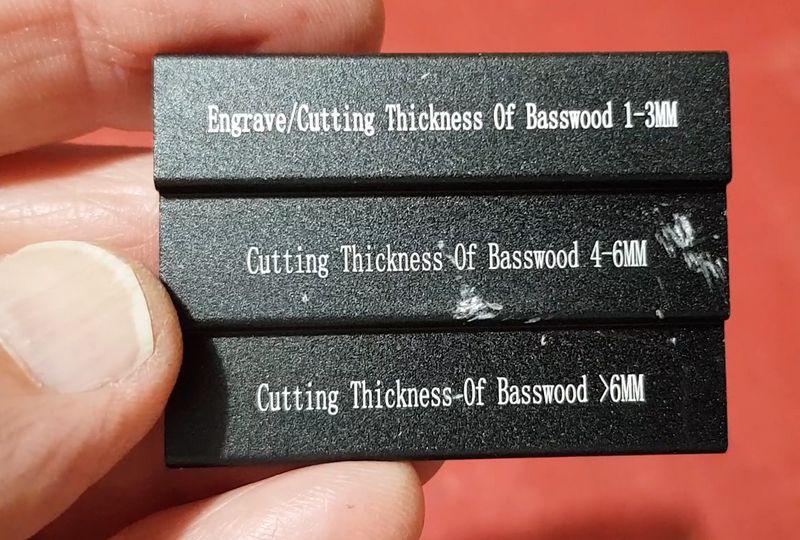 Engrave/Cutting Thickness Of Basswood 1-3MM
Cutting Thickness Of Basswood 4-6MM
Cutting Thickness Of Basswood >6MM